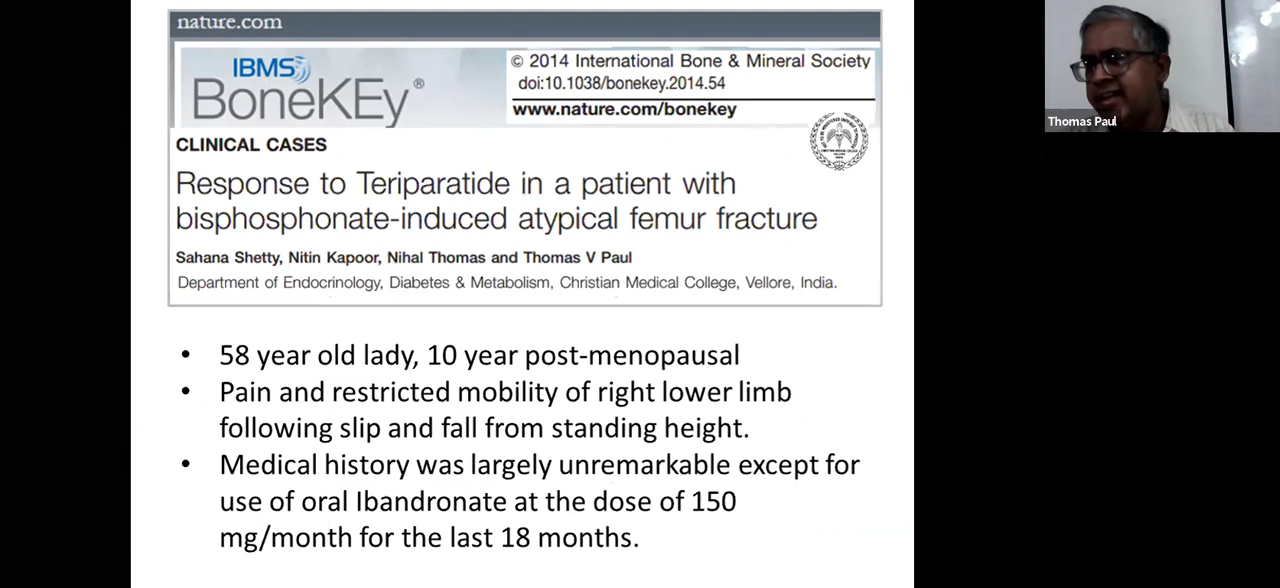 nature.com
IBMS
BoneKEy®
© 2014 International Bone & Mineral Society
doi:10.1038/bonekey.2014.54
www.nature.com/bonekey
CLINICAL CASES
Response to Teriparatide in a patient with
bisphosphonate-induced atypical femur fracture
Sahana Shetty, Nitin Kapoor, Nihal Thomas and Thomas V Paul
Department of Endocrinology, Diabetes & Metabolism, Christian Medical College, Vellore, India.
• 58 year old lady, 10 year post-menopausal
• Pain and restricted mobility of right lower limb
following slip and fall from standing height.
• Medical history was largely unremarkable except for
use of oral Ibandronate at the dose of 150
mg/month for the last 18 months.
Thomas Paul